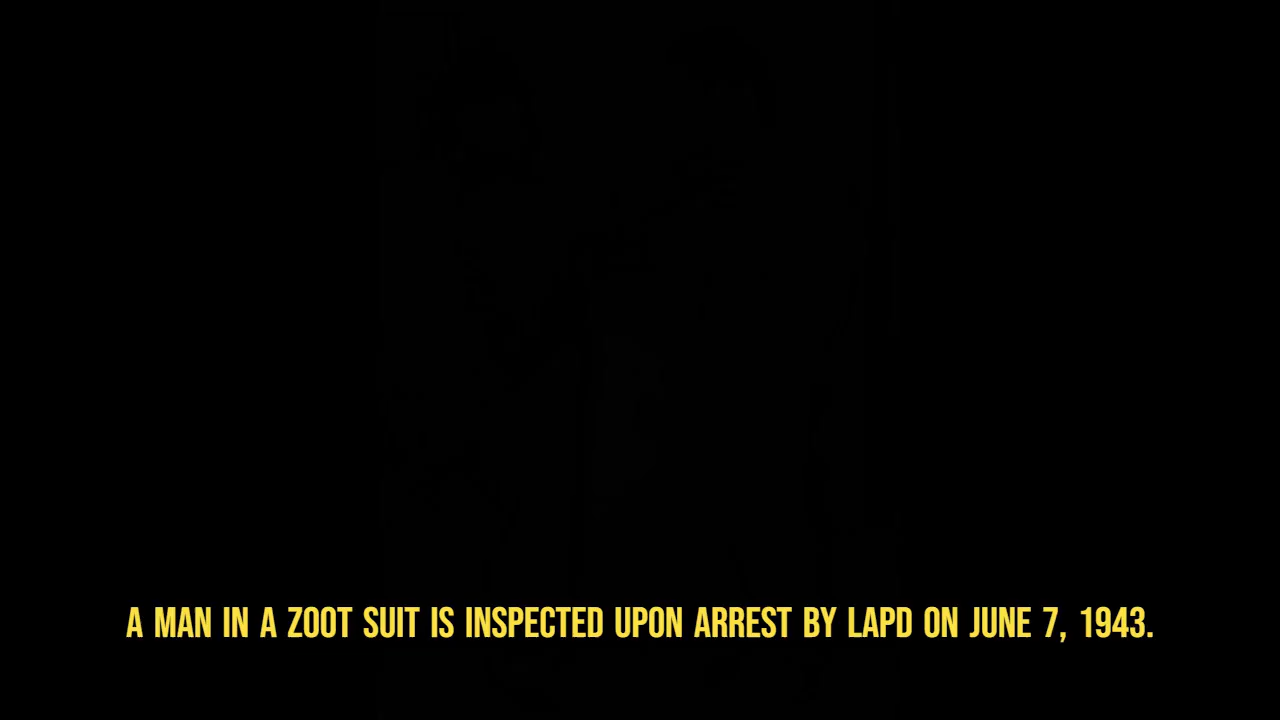 A MAN IN A ZOOT SUIT IS INSPECTED UPON ARREST BY LAPD ON JUNE 7, 1943.